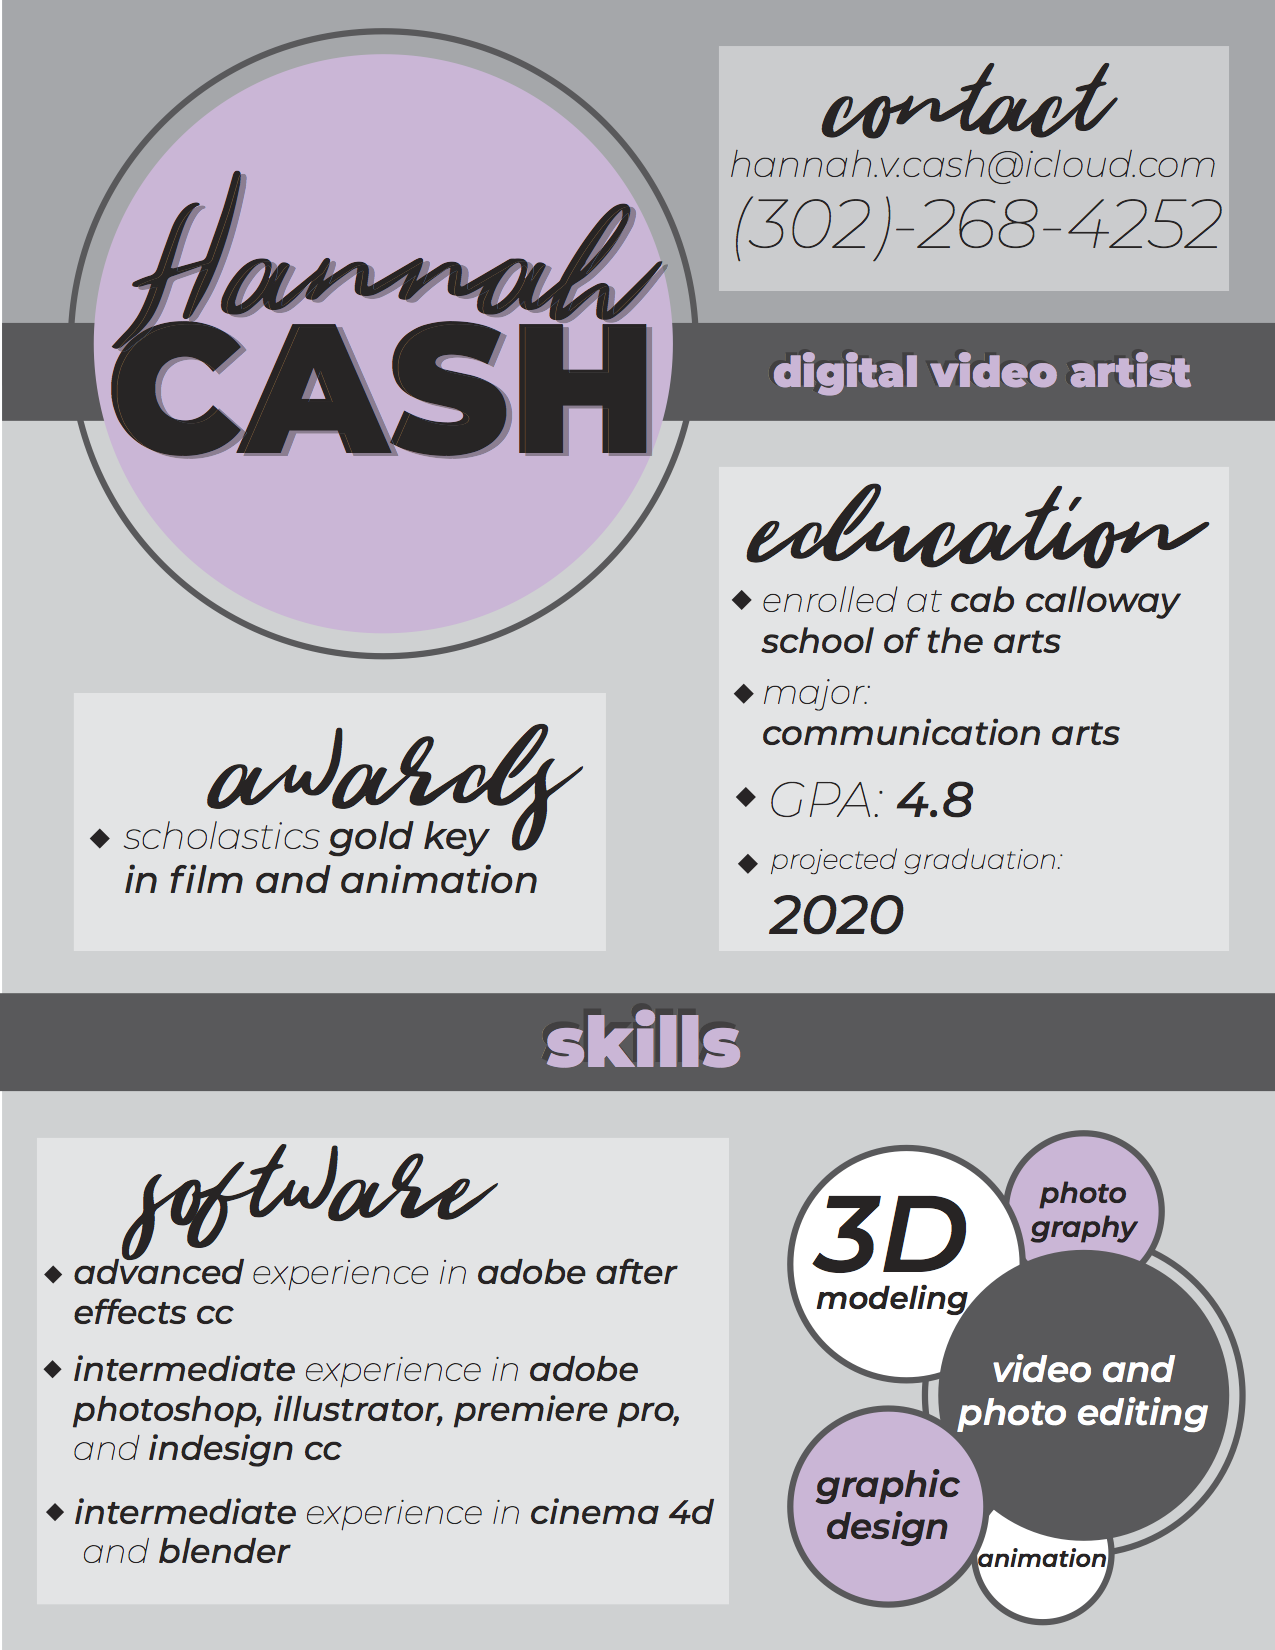 Hannah
CASH
contact
hannah.v.cash@icloud.com
(302)-268-4252
digital video artist
education
◆ enrolled at cab calloway
school of the arts
◆ major:
communication arts
◆ GPA: 4.8
◆ projected graduation:
2020
awards
◆ scholastics gold key
in film and animation
skills
software
◆ advanced experience in adobe after
effects cc
◆ intermediate experience in adobe
photoshop, illustrator, premiere pro,
and indesign cc
◆ intermediate experience in cinema 4d
and blender
3D
modeling
photo
graphy
video and
photo editing
graphic
design
animation